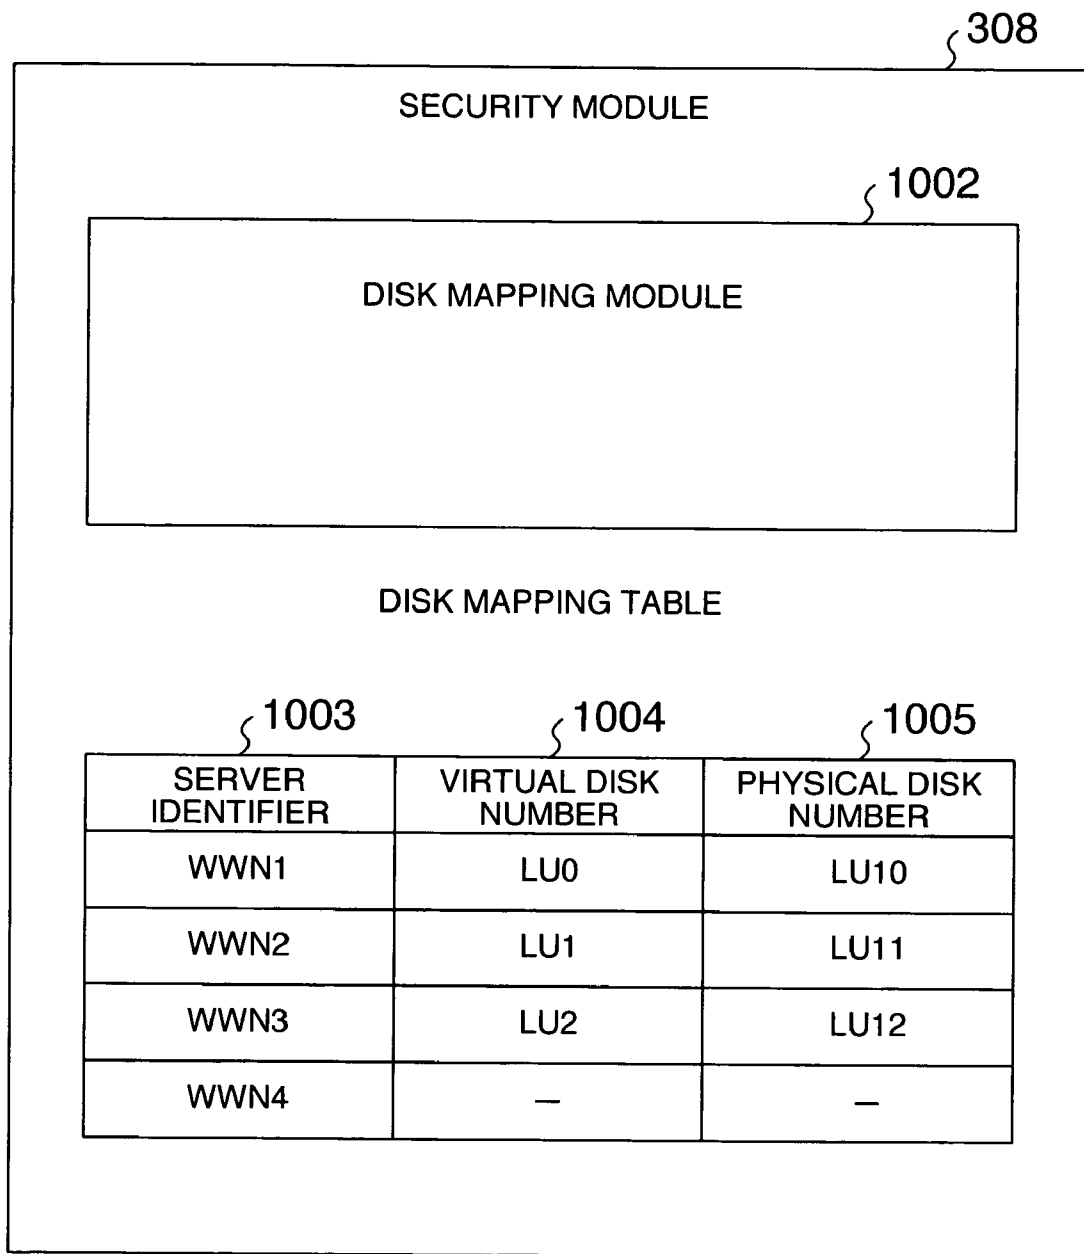 308
SECURITY MODULE
1002
DISK MAPPING MODULE
DISK MAPPING TABLE
1003 1004 1005
SERVER IDENTIFIER VIRTUAL DISK NUMBER PHYSICAL DISK NUMBER
WWN1 LU0 LU10
WWN2 LU1 LU11
WWN3 LU2 LU12
WWN4 — —